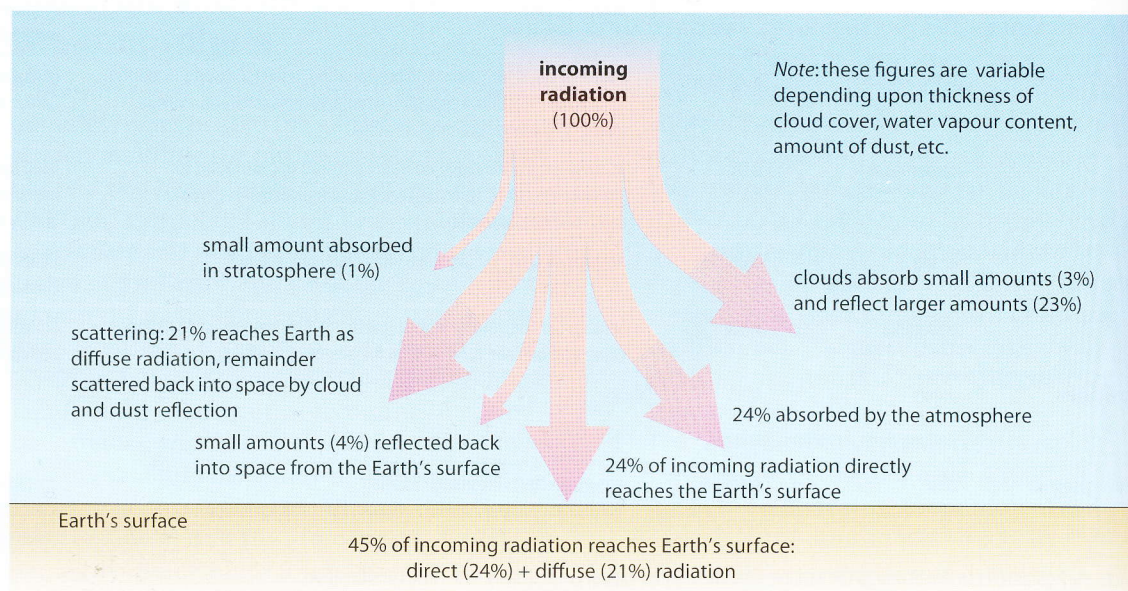 incoming
radiation
(100%)
Note: these figures are variable
depending upon thickness of
cloud cover, water vapour content,
amount of dust, etc.
small amount absorbed
in stratosphere (1%)
clouds absorb small amounts (3%)
and reflect larger amounts (23%)
scattering: 21% reaches Earth as
diffuse radiation, remainder
scattered back into space by cloud
and dust reflection
24% absorbed by the atmosphere
small amounts (4%) reflected back
into space from the Earth's surface
24% of incoming radiation directly
reaches the Earth's surface
Earth's surface
45% of incoming radiation reaches Earth's surface:
direct (24%) + diffuse (21%) radiation